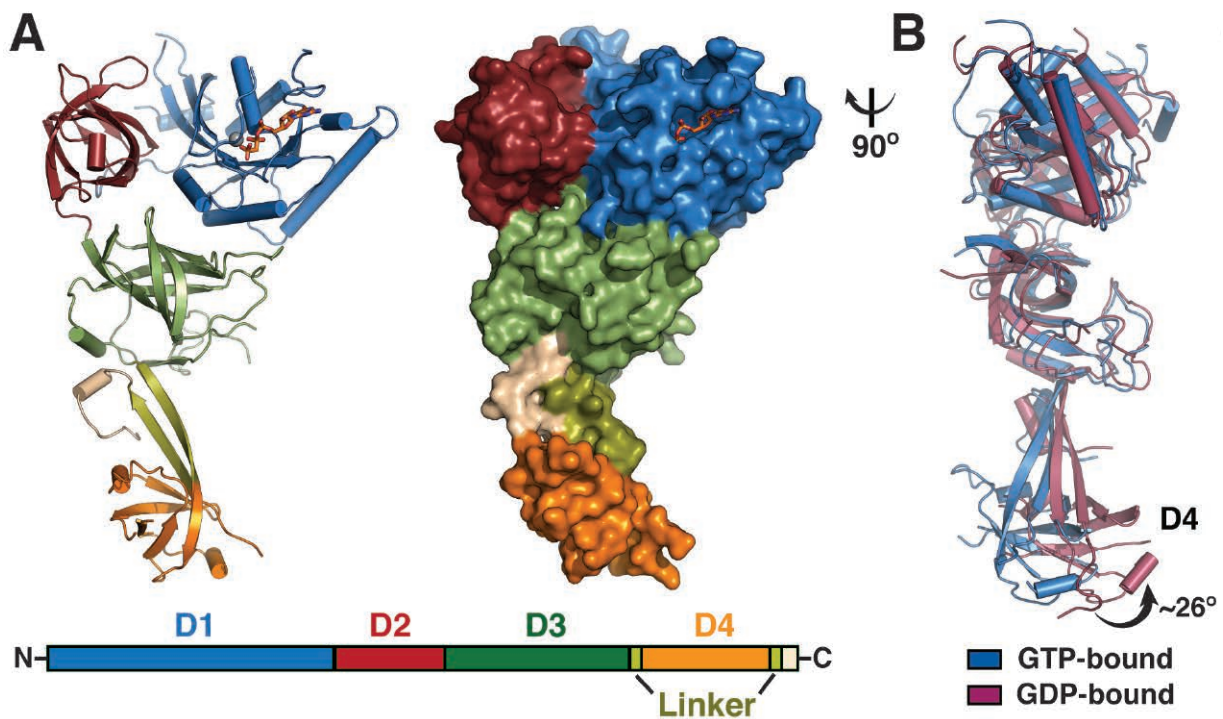 A
B
90°
D4
~26°
D1 D2 D3 D4
N C
Linker
GTP-bound
GDP-bound